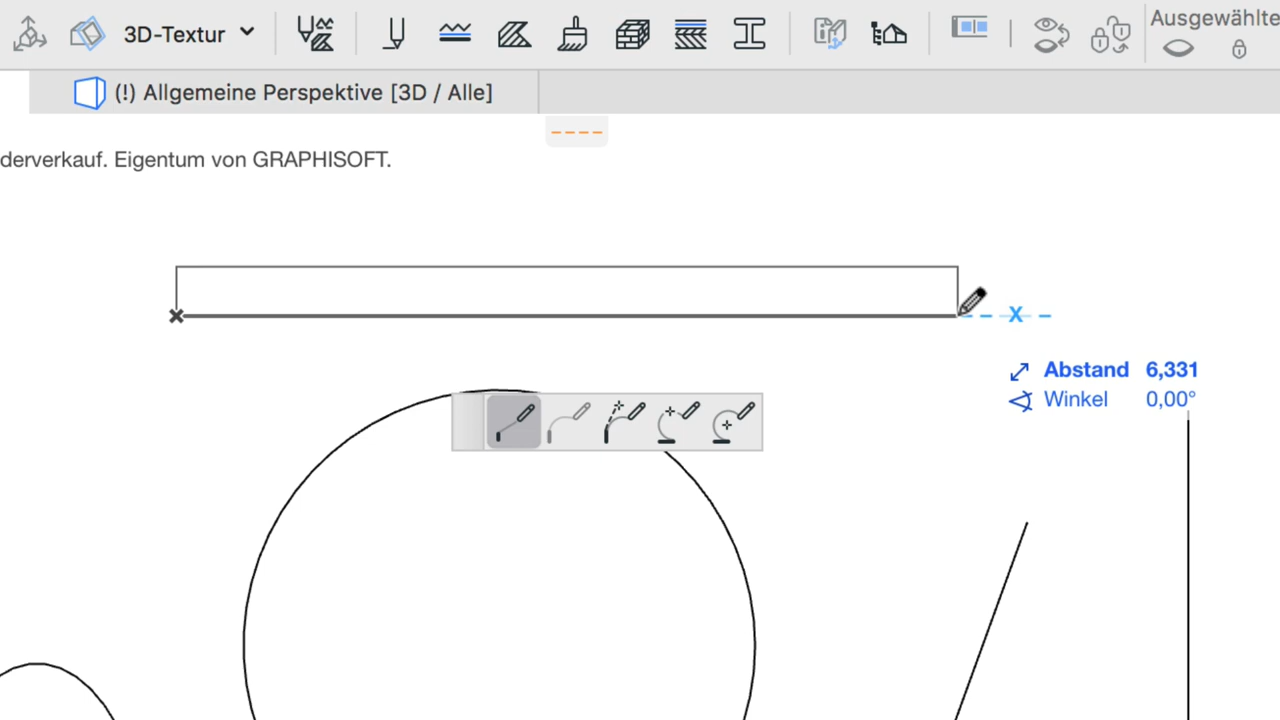 3D-Textur
Ausgewählte
(!) Allgemeine Perspektive [3D / Alle]
derverkauf. Eigentum von GRAPHISOFT.
Abstand 6,331
Winkel 0,00°